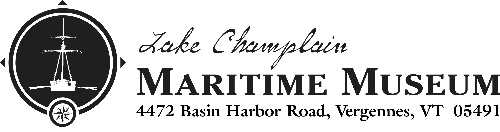 Lake Champlain
MARITIME MUSEUM
4472 Basin Harbor Road, Vergennes, VT 05491